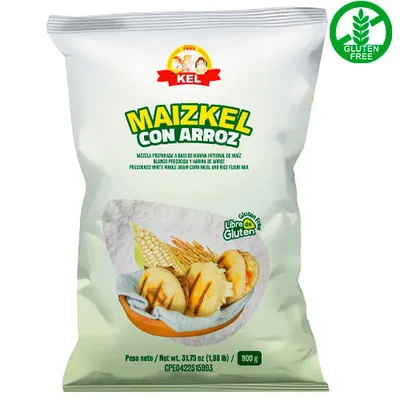 GLUTEN
FREE
KEL
MAIZKEL
CON ARROZ
MEZCLA PREPARADA A BASE DE HARINA INTEGRAL DE MAÍZ
BLANCO PRECOCIDA Y HARINA DE ARROZ
PRECOOKED WHITE WHOLE GRAIN CORN MEAL AND RICE FLOUR MIX
Gluten Free
Libre de
Gluten
Peso neto / Net wt. 31.75 oz (1,98 lb) / 900 g
CPE0422515993